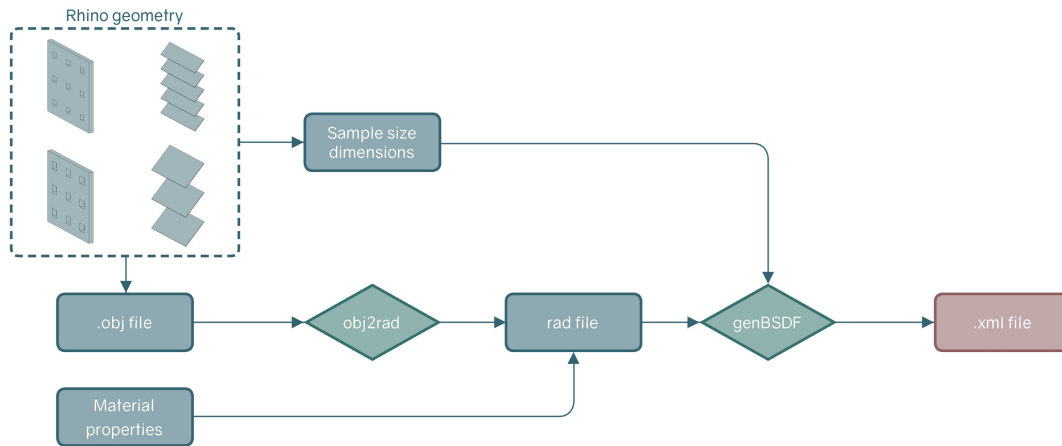 Rhino geometry
Sample size
dimensions
.obj file
obj2rad
rad file
genBSDF
.xml file
Material
properties